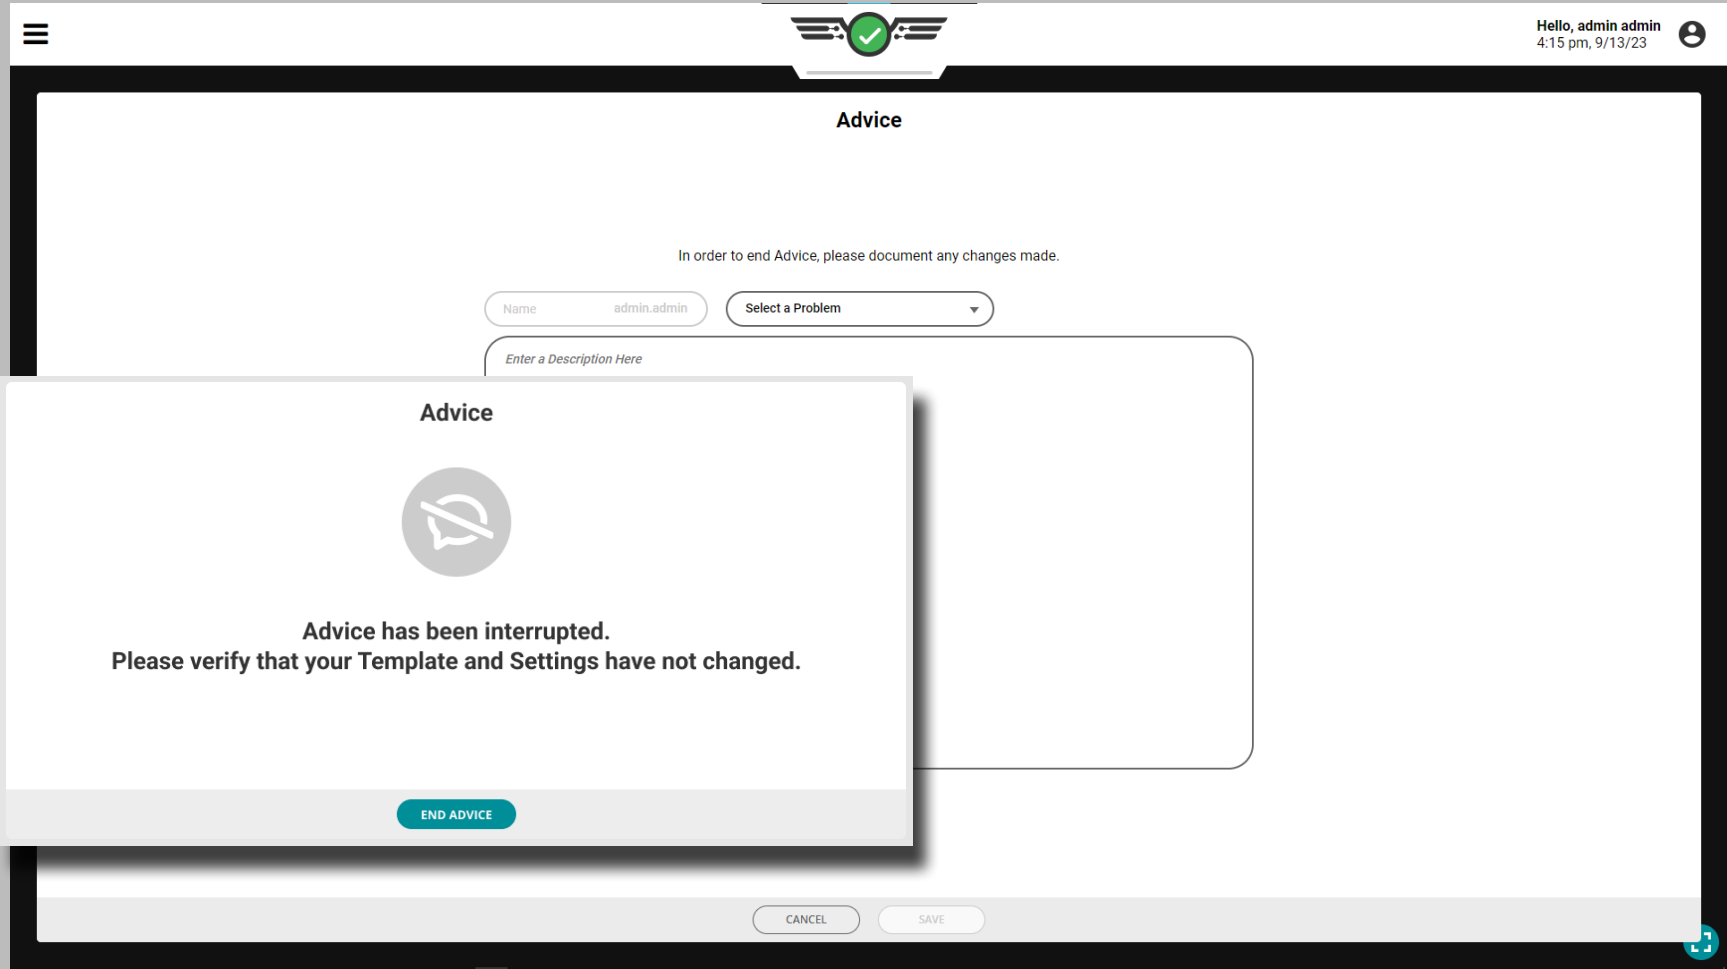 Hello, admin admin
4:15 pm, 9/13/23
Advice
In order to end Advice, please document any changes made.
Name admin.admin
Select a Problem
Enter a Description Here
Advice
Advice has been interrupted.
Please verify that your Template and Settings have not changed.
END ADVICE
CANCEL
SAVE